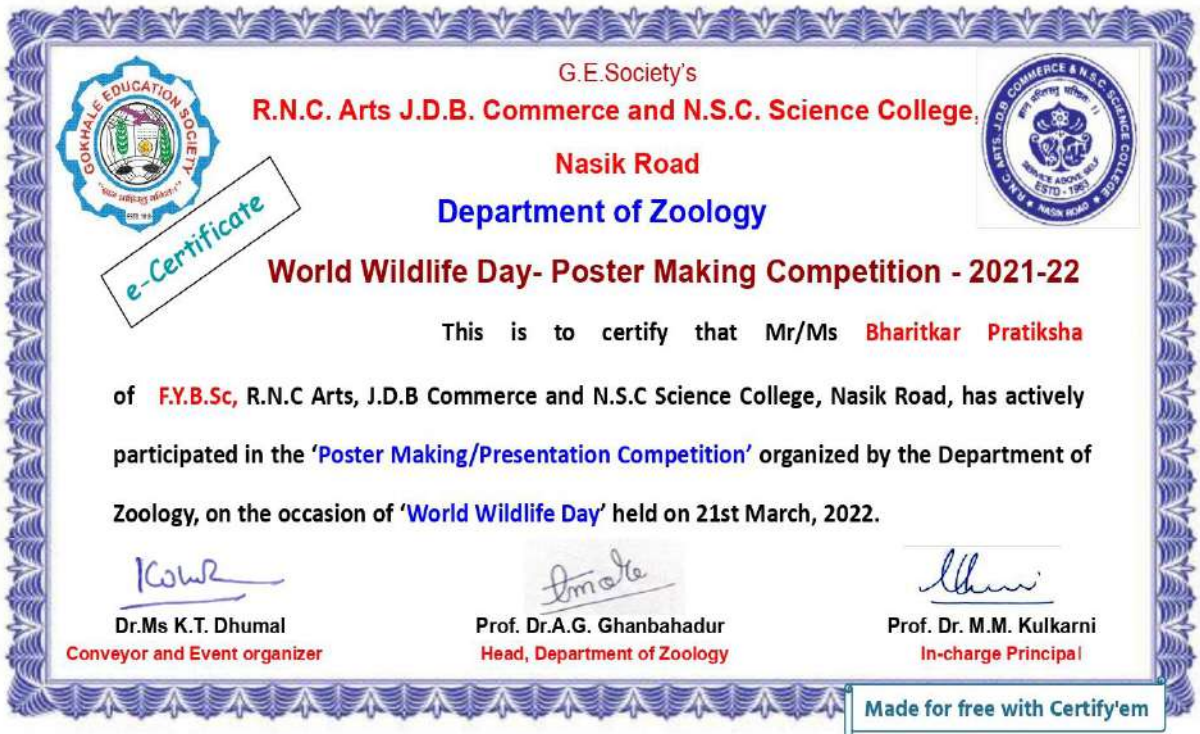 G.E.Society's
R.N.C. Arts J.D.B. Commerce and N.S.C. Science College,
Nasik Road
Department of Zoology
World Wildlife Day- Poster Making Competition - 2021-22
GOKHALE EDUCATION SOCIETY
R.N.C. ARTS. J.D.B. COMMERCE & N.S.C. SCIENCE COLLEGE
SERVICE ABOVE SELF
ESTD - 1963
NASIK ROAD
e-Certificate
This is to certify that Mr/Ms Bharitkar Pratiksha
of F.Y.B.Sc, R.N.C Arts, J.D.B Commerce and N.S.C Science College, Nasik Road, has actively
participated in the ‘Poster Making/Presentation Competition’ organized by the Department of
Zoology, on the occasion of ‘World Wildlife Day’ held on 21st March, 2022.
Dr.Ms K.T. Dhumal
Conveyor and Event organizer
Prof. Dr.A.G. Ghanbahadur
Head, Department of Zoology
Prof. Dr. M.M. Kulkarni
In-charge Principal
Made for free with Certify'em